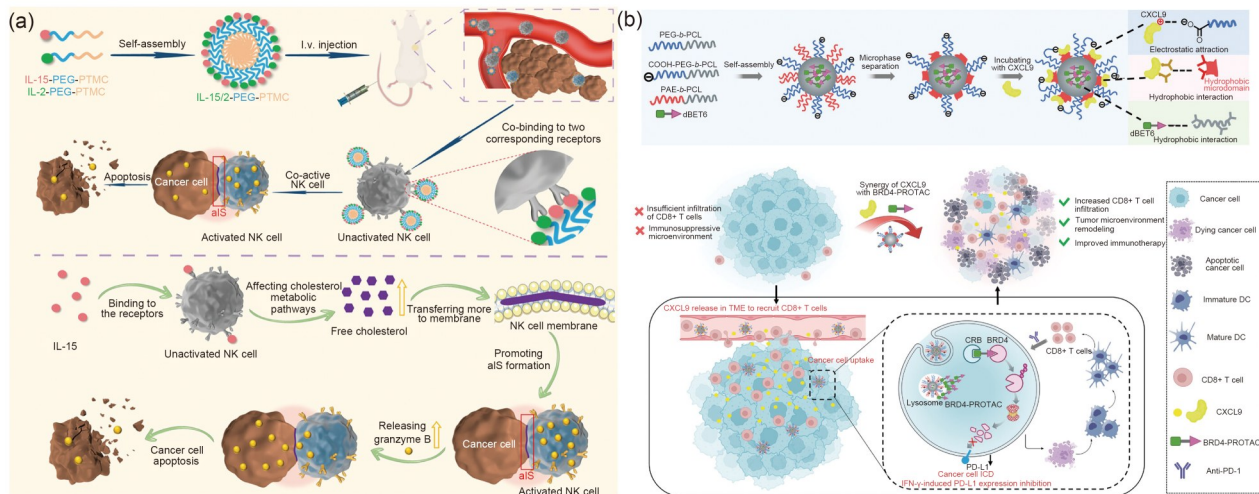 (a)
Self-assembly
I.v. injection
IL-15-PEG-PTMC
IL-2-PEG-PTMC
IL-15/2-PEG-PTMC
Co-binding to two
corresponding receptors
Apoptosis
Cancer cell
aIS
Co-active
NK cell
Activated NK cell
Unactivated NK cell
IL-15
Binding to
the receptors
Unactivated NK cell
Affecting cholesterol
metabolic
pathways
Free cholesterol
Transferring more
to membrane
NK cell membrane
Promoting
aIS formation
Cancer cell
apoptosis
Releasing
granzyme B
Cancer cell
aIS
Activated NK cell
(b)
PEG-b-PCL
COOH-PEG-b-PCL
PAE-b-PCL
dBET6
Self-assembly
Microphase
separation
Incubating
with CXCL9
CXCL9
Electrostatic attraction
Hydrophobic
microdomain
Hydrophobic interaction
dBET6
Hydrophobic interaction
Insufficient infiltration
of CD8+ T cells
Immunosuppressive
microenvironment
Synergy of CXCL9
with BRD4-PROTAC
Increased CD8+ T cell
infiltration
Tumor microenvironment
remodeling
Improved immunotherapy
CXCL9 release in TME to recruit CD8+ T cells
Cancer cell uptake
CRB
BRD4
Lysosome
BRD4-PROTAC
PD-L1
Cancer cell ICD
IFN-γ-induced PD-L1 expression inhibition
CD8+ T cells
Cancer cell
Dying cancer cell
Apoptotic
cancer cell
Immature DC
Mature DC
CD8+ T cell
CXCL9
BRD4-PROTAC
Anti-PD-1